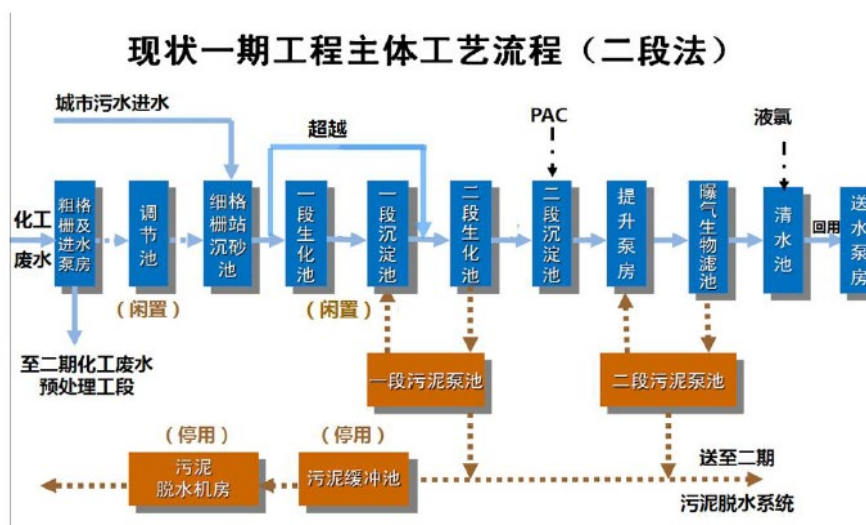 现状一期工程主体工艺流程（二段法）
城市污水进水
超越
PAC
液氯
化工
废水
粗格
栅及
进水
泵房
调节池
细格
栅站
沉砂
池
一段生化池
一段沉淀池
二段生化池
二段沉淀池
提升泵房
曝气生物滤池
清水池
回用
送水泵房
（闲置）
（闲置）
至二期化工废水
预处理工段
一段污泥泵池
二段污泥泵池
（停用）
（停用）
污泥
脱水机房
污泥缓冲池
送至二期
污泥脱水系统